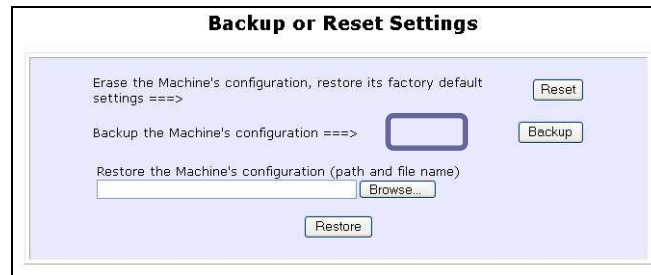 Backup or Reset Settings
Erase the Machine's configuration, restore its factory default
settings ===>
Reset
Backup the Machine's configuration ===>
Backup
Restore the Machine's configuration (path and file name)
Browse...
Restore